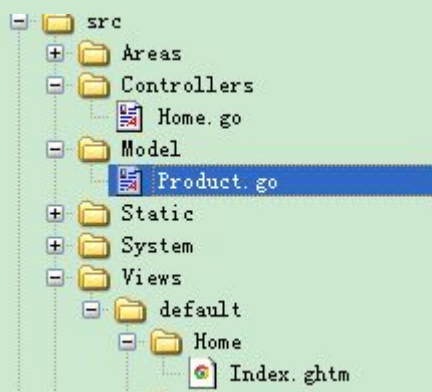 src
Areas
Controllers
Home.go
Model
Product.go
Static
System
Views
default
Home
Index.ghtm